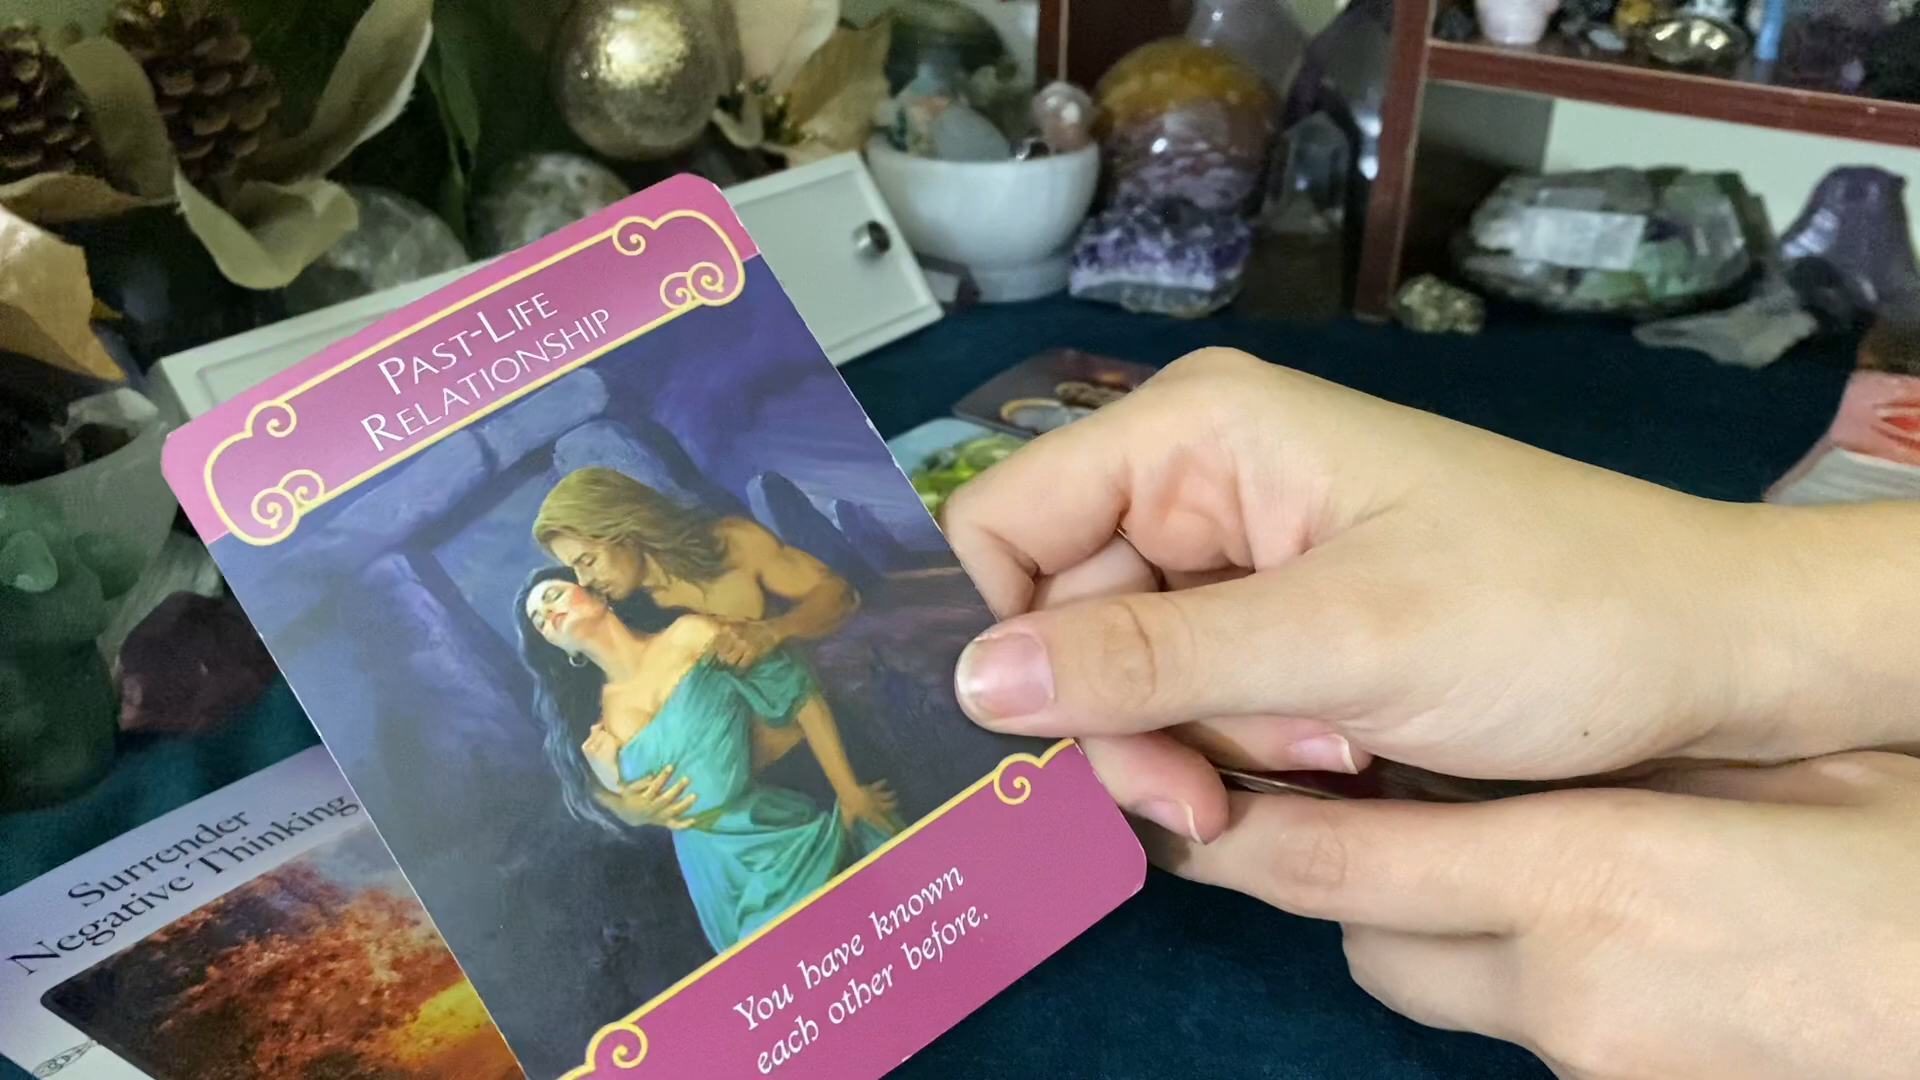 PAST-LIFE
RELATIONSHIP
You have known
each other before.
Surrender
Negative Thinking